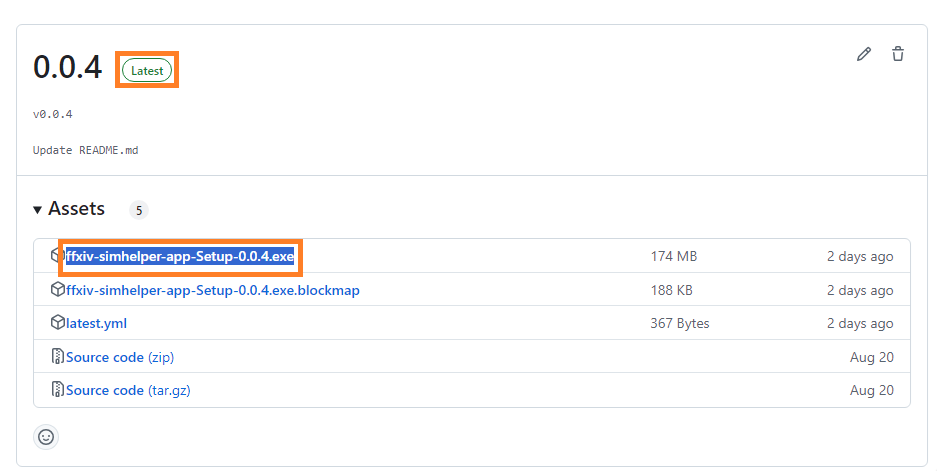 0.0.4 Latest
v0.0.4
Update README.md
Assets 5
ffxiv-simhelper-app-Setup-0.0.4.exe 174 MB 2 days ago
ffxiv-simhelper-app-Setup-0.0.4.exe.blockmap 188 KB 2 days ago
latest.yml 367 Bytes 2 days ago
Source code (zip) Aug 20
Source code (tar.gz) Aug 20